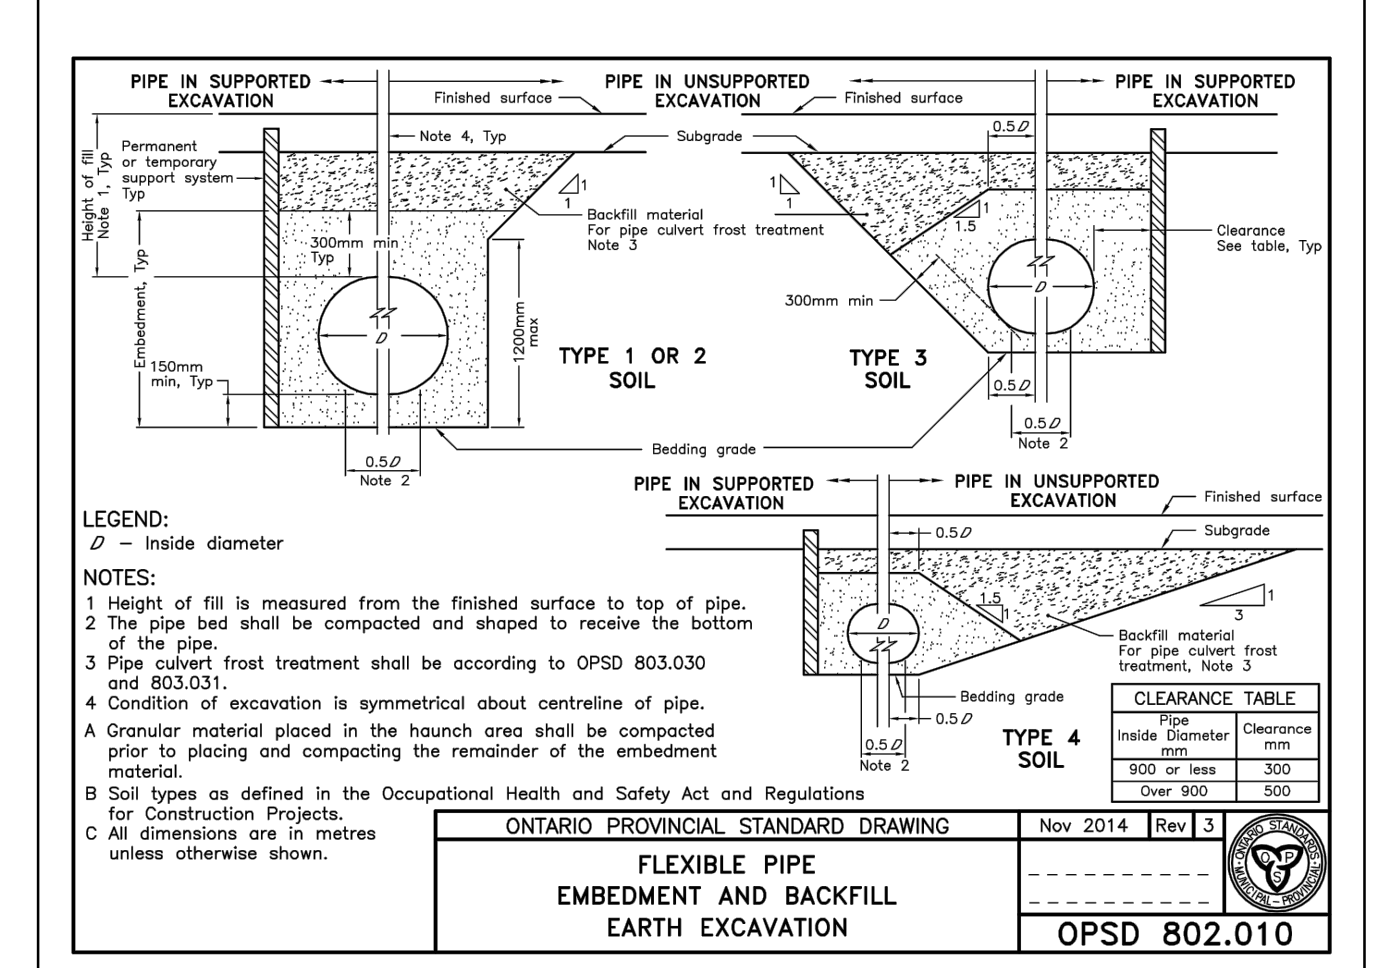 PIPE IN SUPPORTED
EXCAVATION
PIPE IN UNSUPPORTED
EXCAVATION
PIPE IN SUPPORTED
EXCAVATION
Finished surface
Finished surface
Note 4, Typ
Subgrade
0.5D
Height of fill
Note 1, Typ
Permanent
or temporary
support system
Typ
1
1
1
1
Backfill material
For pipe culvert frost treatment
Note 3
1
1.5
Clearance
See table, Typ
300mm min
Typ
Embedment, Typ
D
300mm min
D
1200mm
max
150mm
min, Typ
TYPE 1 OR 2
SOIL
TYPE 3
SOIL
0.5D
0.5D
Note 2
Bedding grade
0.5D
Note 2
PIPE IN SUPPORTED
EXCAVATION
PIPE IN UNSUPPORTED
EXCAVATION
Finished surface
Subgrade
0.5D
1.5
1
1
3
D
Backfill material
For pipe culvert frost
treatment, Note 3
Bedding grade
0.5D
0.5D
Note 2
TYPE 4
SOIL
LEGEND:
D – Inside diameter
NOTES:
1 Height of fill is measured from the finished surface to top of pipe.
2 The pipe bed shall be compacted and shaped to receive the bottom
of the pipe.
3 Pipe culvert frost treatment shall be according to OPSD 803.030
and 803.031.
4 Condition of excavation is symmetrical about centreline of pipe.
A Granular material placed in the haunch area shall be compacted
prior to placing and compacting the remainder of the embedment
material.
B Soil types as defined in the Occupational Health and Safety Act and Regulations
for Construction Projects.
C All dimensions are in metres
unless otherwise shown.
CLEARANCE TABLE
Pipe
Inside Diameter
mm
Clearance
mm
900 or less 300
Over 900 500
ONTARIO PROVINCIAL STANDARD DRAWING
Nov 2014 Rev 3
FLEXIBLE PIPE
EMBEDMENT AND BACKFILL
EARTH EXCAVATION
ONTARIO STANDARDS
MUNICIPAL – PROVINCIAL
O P
S
OPSD 802.010